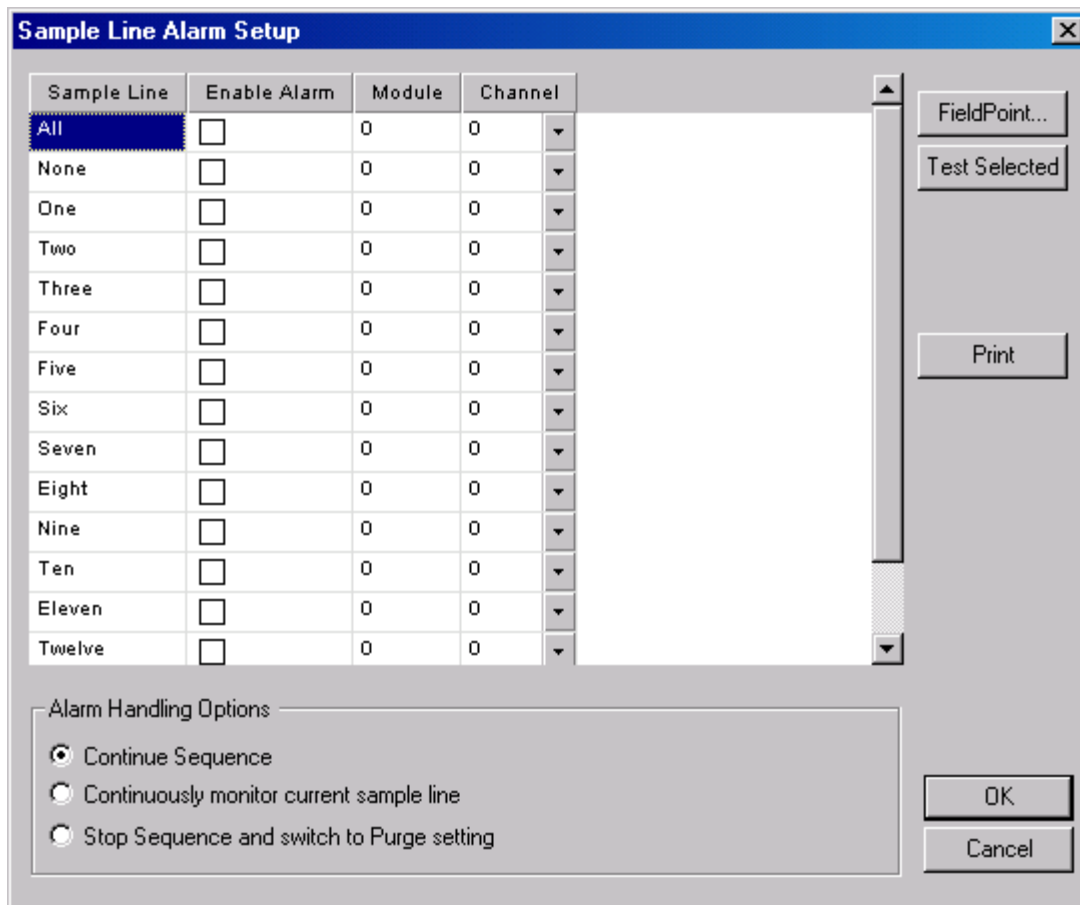 Sample Line Alarm Setup
Sample Line Enable Alarm Module Channel
All 0 0
None 0 0
One 0 0
Two 0 0
Three 0 0
Four 0 0
Five 0 0
Six 0 0
Seven 0 0
Eight 0 0
Nine 0 0
Ten 0 0
Eleven 0 0
Twelve 0 0
FieldPoint...
Test Selected
Print
Alarm Handling Options
Continue Sequence
Continuously monitor current sample line
Stop Sequence and switch to Purge setting
OK
Cancel